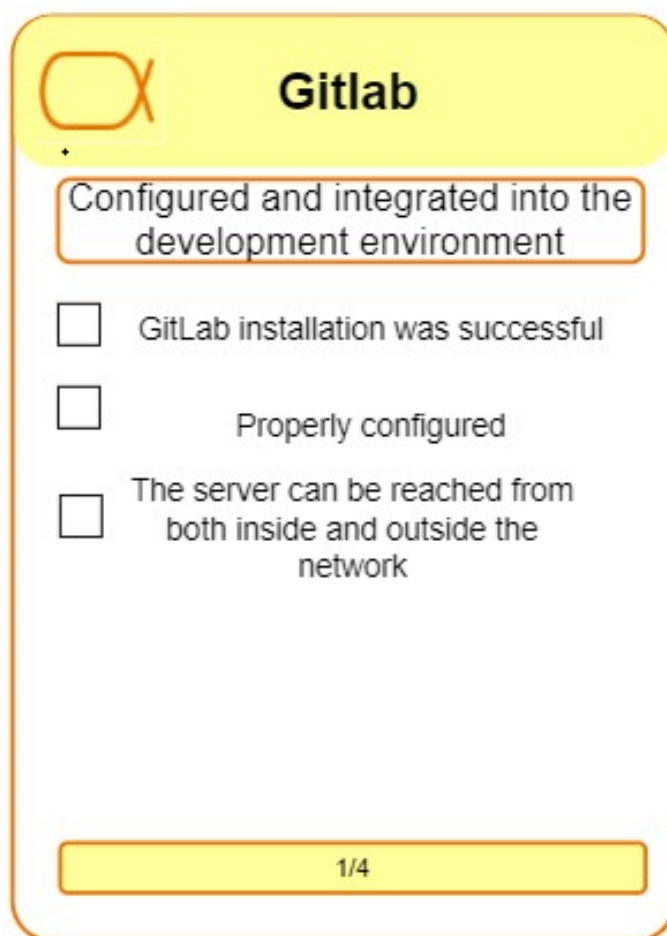 Gitlab
Configured and integrated into the
development environment
GitLab installation was successful
Properly configured
The server can be reached from
both inside and outside the
network
1/4